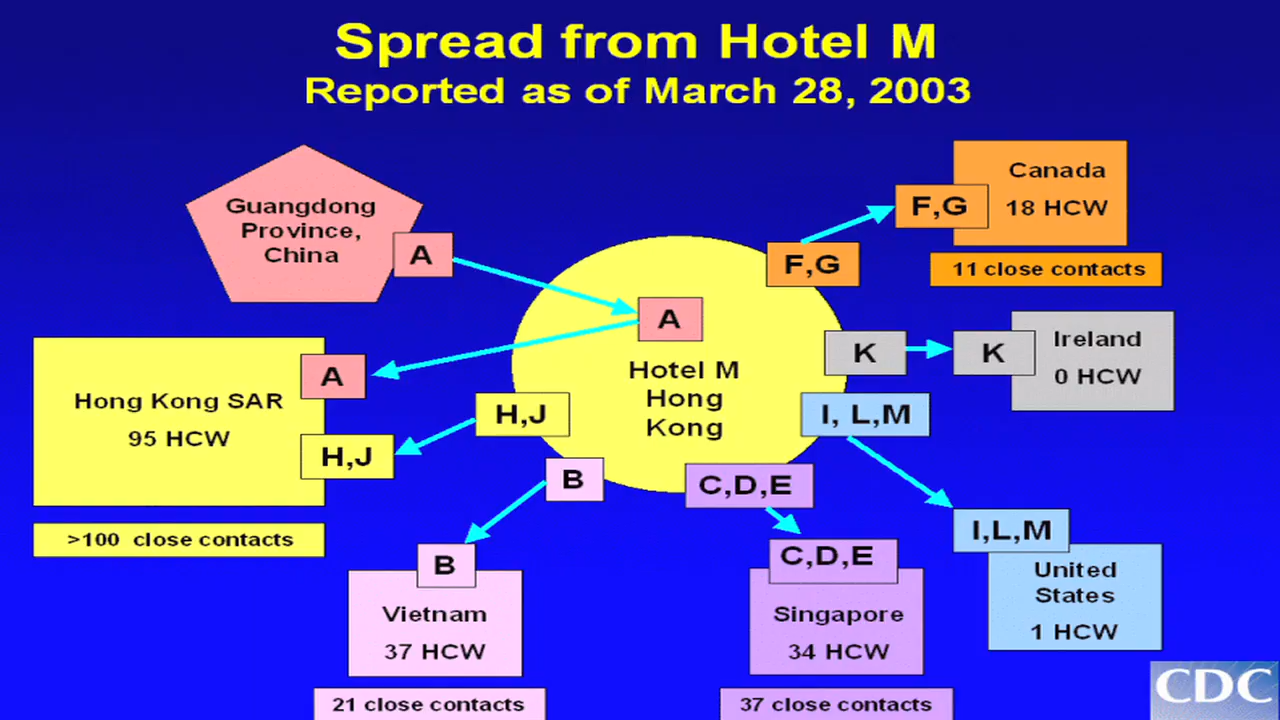 Spread from Hotel M
Reported as of March 28, 2003
Guangdong
Province,
China
A
A
Hotel M
Hong
Kong
F,G
F,G
Canada
18 HCW
11 close contacts
K
K
Ireland
0 HCW
A
Hong Kong SAR
95 HCW
H,J
H,J
>100 close contacts
I, L,M
I,L,M
United
States
1 HCW
B
B
Vietnam
37 HCW
21 close contacts
C,D,E
C,D,E
Singapore
34 HCW
37 close contacts
CDC